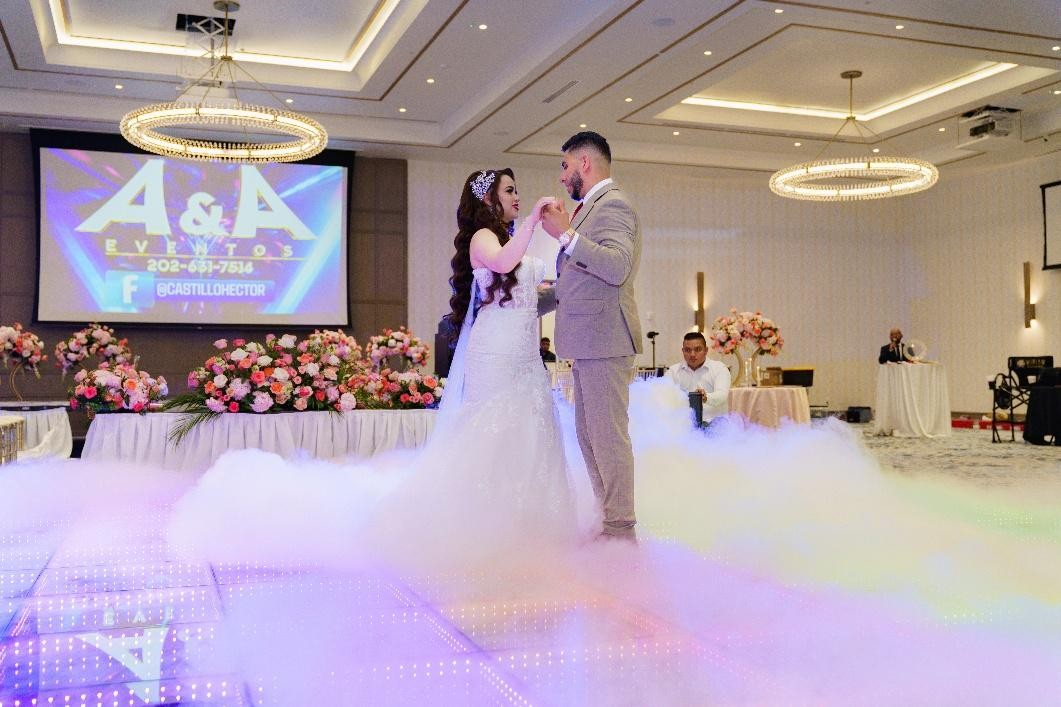 A & A
EVENTOS
202-631-7514
f @CASTILLOHECTOR